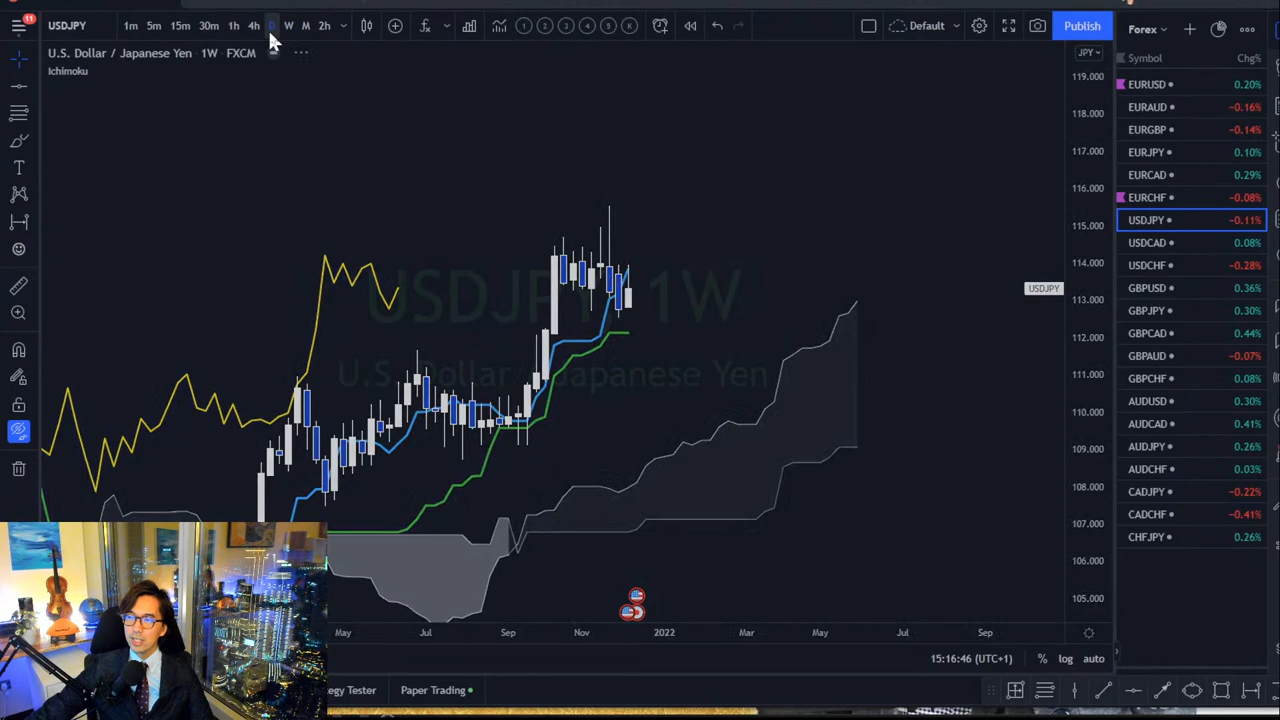 11
USDJPY 1m 5m 15m 30m 1h 4h D W M 2h 1 2 3 4 5 K Default Publish
U.S. Dollar / Japanese Yen · 1W · FXCM
Ichimoku
USDJPY, 1W
U.S. Dollar / Japanese Yen
JPY
119.000
118.000
117.000
116.000
115.000
114.000
USDJPY
113.000
112.000
111.000
110.000
109.000
108.000
107.000
106.000
105.000
May Jul Sep Nov 2022 Mar May Jul Sep
15:16:46 (UTC+1) % log auto
egy Tester Paper Trading
Forex
Symbol Chg%
EURUSD 0.20%
EURAUD −0.16%
EURGBP −0.14%
EURJPY 0.10%
EURCAD 0.29%
EURCHF −0.08%
USDJPY −0.11%
USDCAD 0.08%
USDCHF −0.28%
GBPUSD 0.36%
GBPJPY 0.30%
GBPCAD 0.44%
GBPAUD −0.07%
GBPCHF 0.08%
AUDUSD 0.30%
AUDCAD 0.41%
AUDJPY 0.26%
AUDCHF 0.03%
CADJPY −0.22%
CADCHF −0.41%
CHFJPY 0.26%